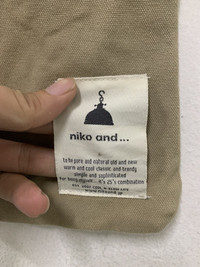 niko and ...
to be pure and natural old and new
warm and cool classic and trendy
simple and sophisticated
for being myself... it's 25's combination